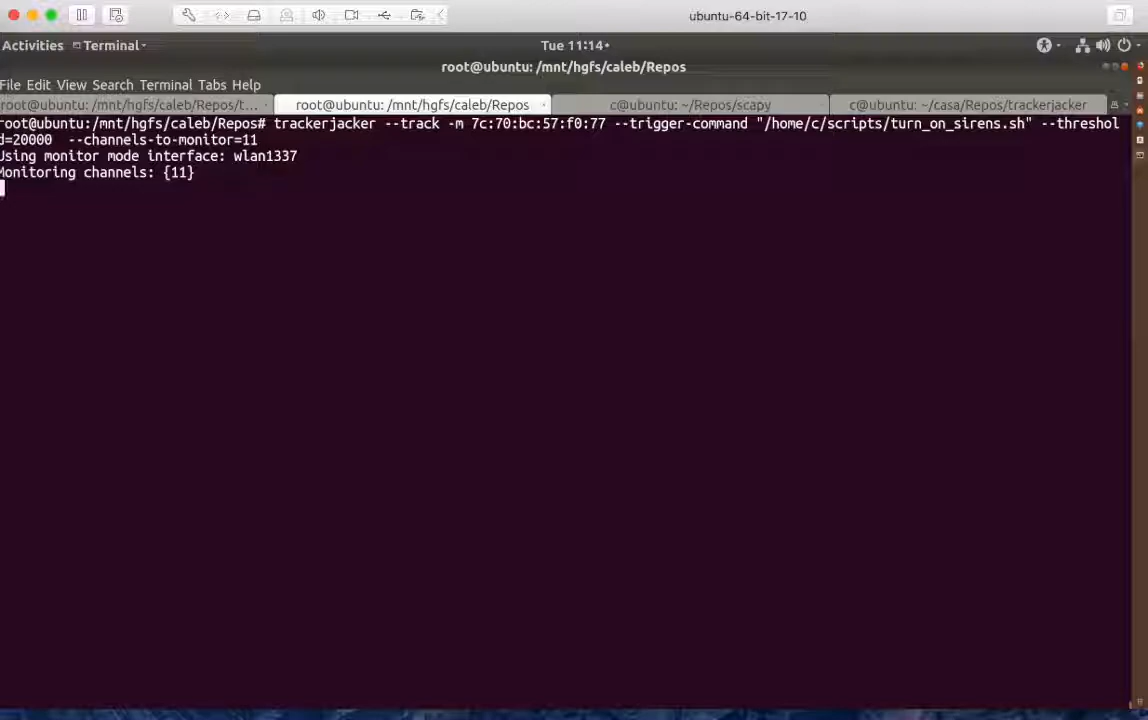 ubuntu-64-bit-17-10
Activities Terminal Tue 11:14
root@ubuntu: /mnt/hgfs/caleb/Repos
File Edit View Search Terminal Tabs Help
root@ubuntu: /mnt/hgfs/caleb/Repos/t... root@ubuntu: /mnt/hgfs/caleb/Repos c@ubuntu: ~/Repos/scapy c@ubuntu: ~/casa/Repos/trackerjacker
root@ubuntu:/mnt/hgfs/caleb/Repos# trackerjacker --track -m 7c:70:bc:57:f0:77 --trigger-command "/home/c/scripts/turn_on_sirens.sh" --threshol
d=20000  --channels-to-monitor=11
Using monitor mode interface: wlan1337
Monitoring channels: {11}